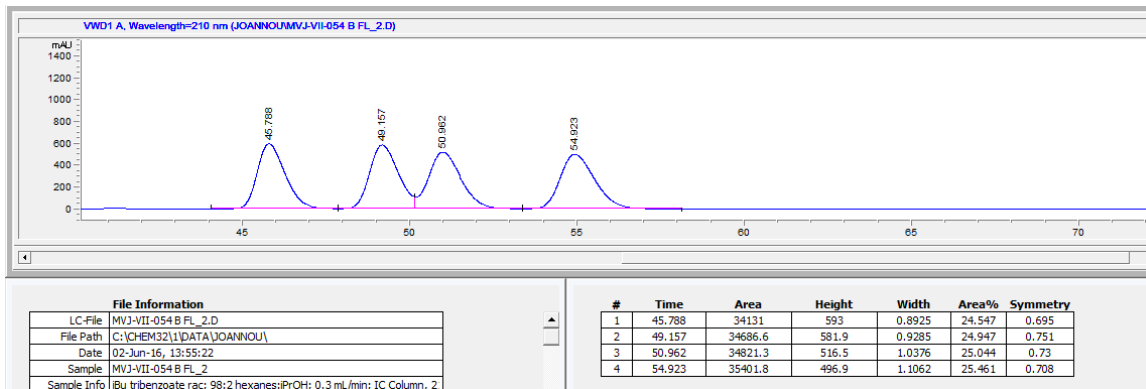 VWD1 A, Wavelength=210 nm (JOANNOU\MVJ-VII-054 B FL_2.D)
mAU
1400
1200
1000
800
600
400
200
0
45.788
49.157
50.962
54.923
45 50 55 60 65 70
File Information
LC-File MVJ-VII-054 B FL_2.D
File Path C:\CHEM32\1\DATA\JOANNOU\
Date 02-Jun-16, 13:55:22
Sample MVJ-VII-054 B FL_2
Sample Info iBu tribenzoate rac; 98:2 hexanes:iPrOH; 0.3 mL/min; IC Column, 2
# Time Area Height Width Area% Symmetry
1 45.788 34131 593 0.8925 24.547 0.695
2 49.157 34686.6 581.9 0.9285 24.947 0.751
3 50.962 34821.3 516.5 1.0376 25.044 0.73
4 54.923 35401.8 496.9 1.1062 25.461 0.708